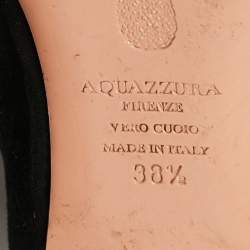 AQUAZZURA
FIRENZE
VERO CUOIO
MADE IN ITALY
38½